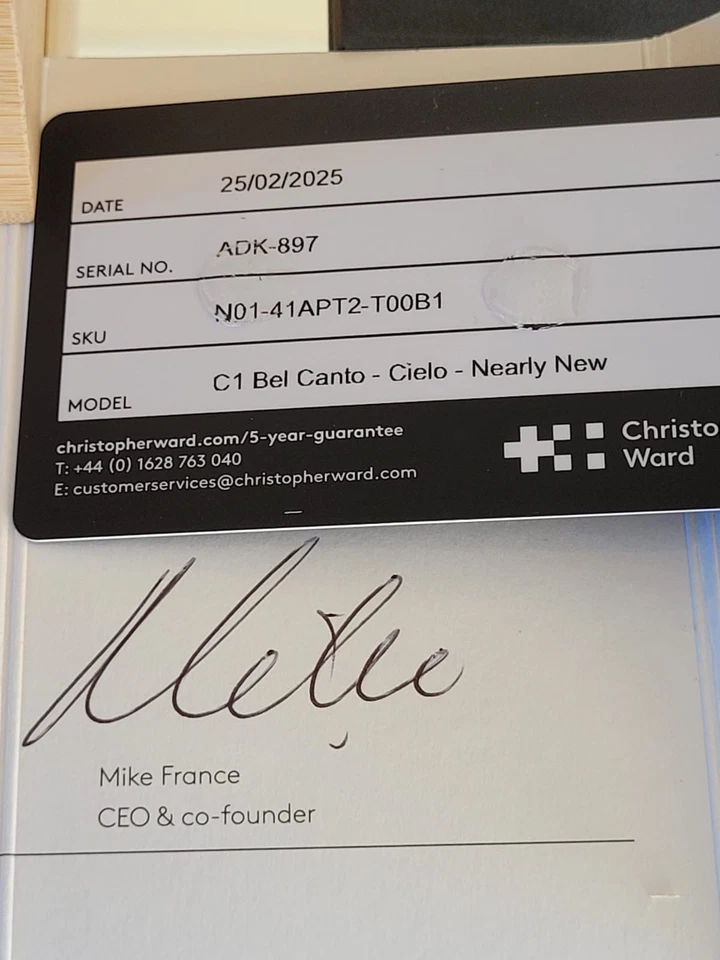 DATE 25/02/2025
SERIAL NO. ADK-897
SKU N01-41APT2-T00B1
MODEL C1 Bel Canto - Cielo - Nearly New
christopherward.com/5-year-guarantee
T: +44 (0) 1628 763 040
E: customerservices@christopherward.com
Christo
Ward
Mike
Mike France
CEO & co-founder